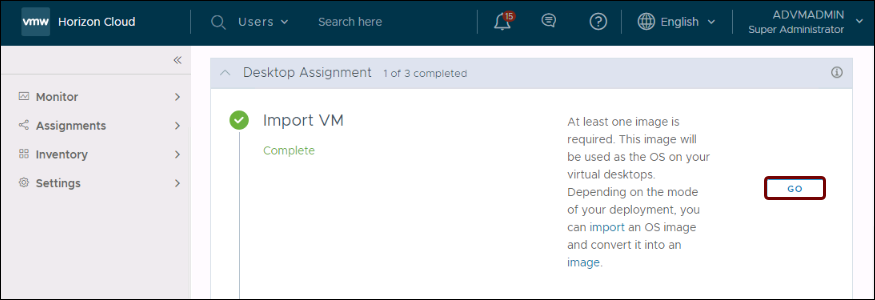 vmw Horizon Cloud Users Search here 15 English ADVMADMIN
Super Administrator
Desktop Assignment 1 of 3 completed
Monitor
Assignments
Inventory
Settings
Import VM
Complete
At least one image is
required. This image will
be used as the OS on your
virtual desktops.
Depending on the mode
of your deployment, you
can import an OS image
and convert it into an
image.
GO